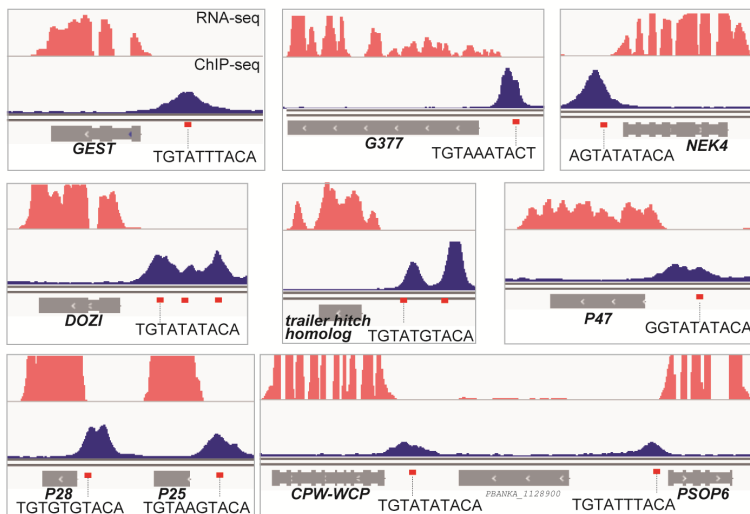 RNA-seq
ChIP-seq
GEST
TGTATTTACA
G377
TGTAAATACT
NEK4
AGTATATACA
DOZI
TGTATATACA
trailer hitch
homolog
TGTATGTACA
P47
GGTATATACA
P28
TGTGTGTACA
P25
TGTAAGTACA
CPW-WCP
TGTATATACA
PBANKA_1128900
TGTATTTACA
PSOP6